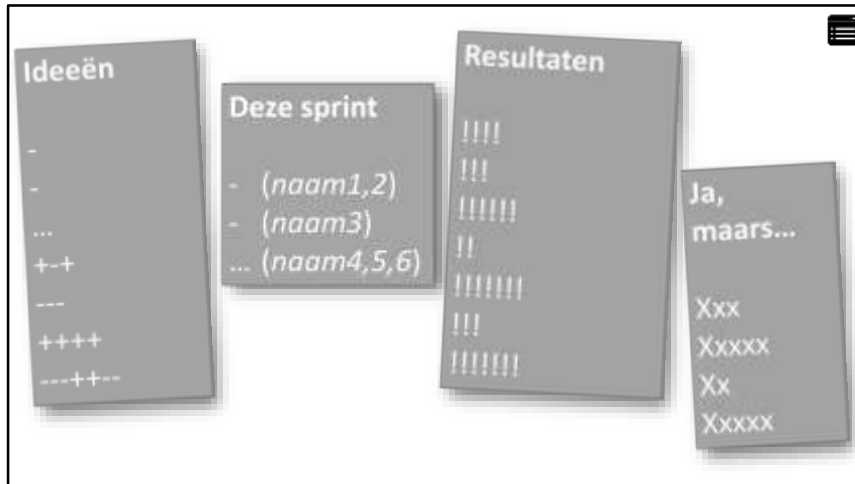 Ideeën
-
-
...
+-+
---
++++
---++--
Deze sprint
- (naam1,2)
- (naam3)
... (naam4,5,6)
Resultaten
!!!!
!!!
!!!!!!
!!
!!!!!!!
!!!
!!!!!!!
Ja,
maars...
Xxx
Xxxxx
Xx
Xxxxx